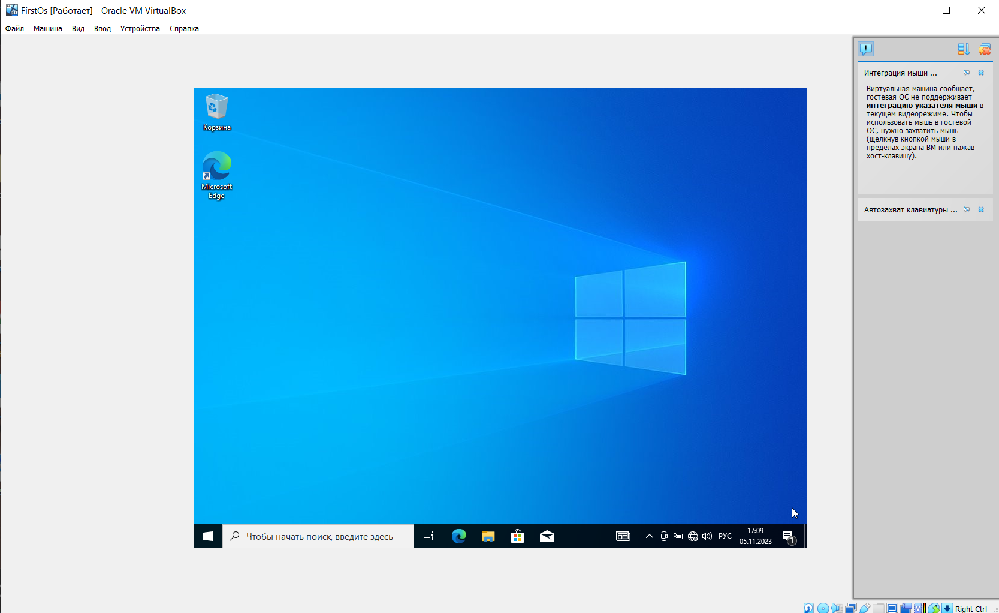 FirstOs [Работает] - Oracle VM VirtualBox
Файл Машина Вид Ввод Устройства Справка
Корзина
Microsoft
Edge
Чтобы начать поиск, введите здесь
РУС
17:09
05.11.2023
1
Интеграция мыши ...
Виртуальная машина сообщает,
гостевая ОС не поддерживает
интеграцию указателя мыши в
текущем видеорежиме. Чтобы
использовать мышь в гостевой
ОС, нужно захватить мышь
(щелкнув кнопкой мыши в
пределах экрана ВМ или нажав
хост-клавишу).
Автозахват клавиатуры ...
Right Ctrl